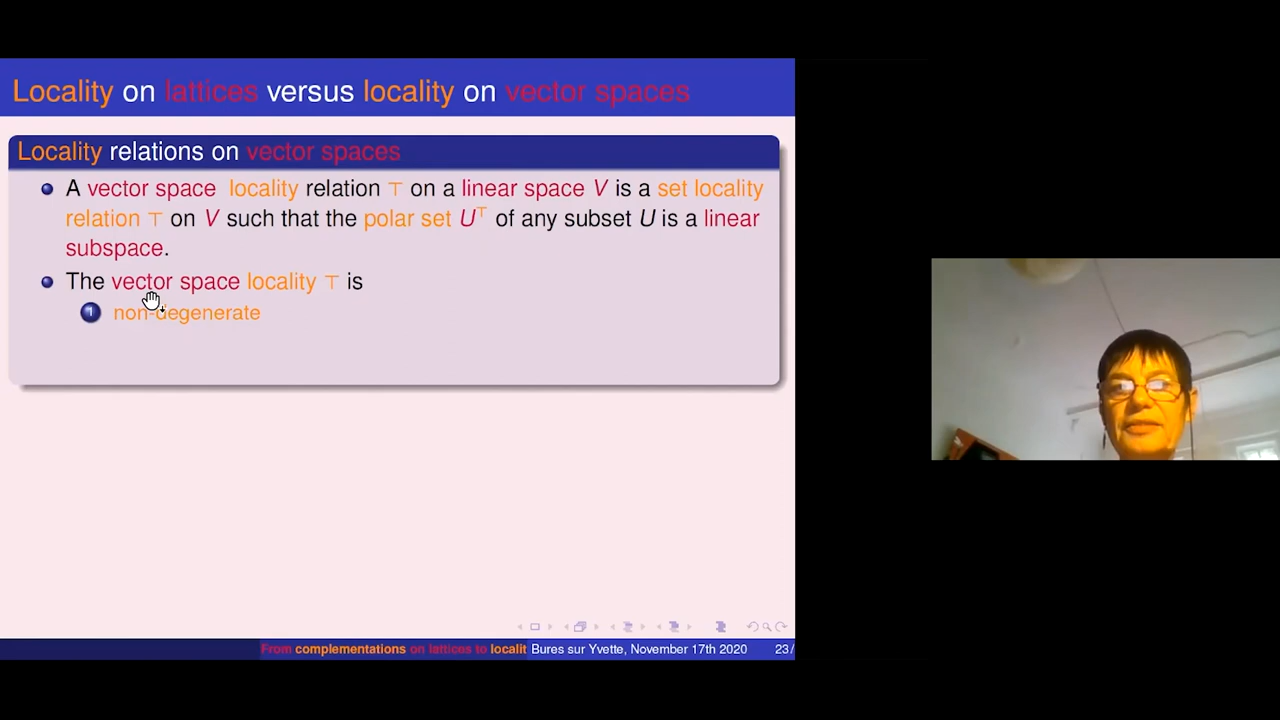 Locality on lattices versus locality on vector spaces
Locality relations on vector spaces
A vector space locality relation ⊤ on a linear space V is a set locality
relation ⊤ on V such that the polar set U⊤ of any subset U is a linear
subspace.
The vector space locality ⊤ is
1 non-degenerate
From complementations on lattices to localit Bures sur Yvette, November 17th 2020 23/